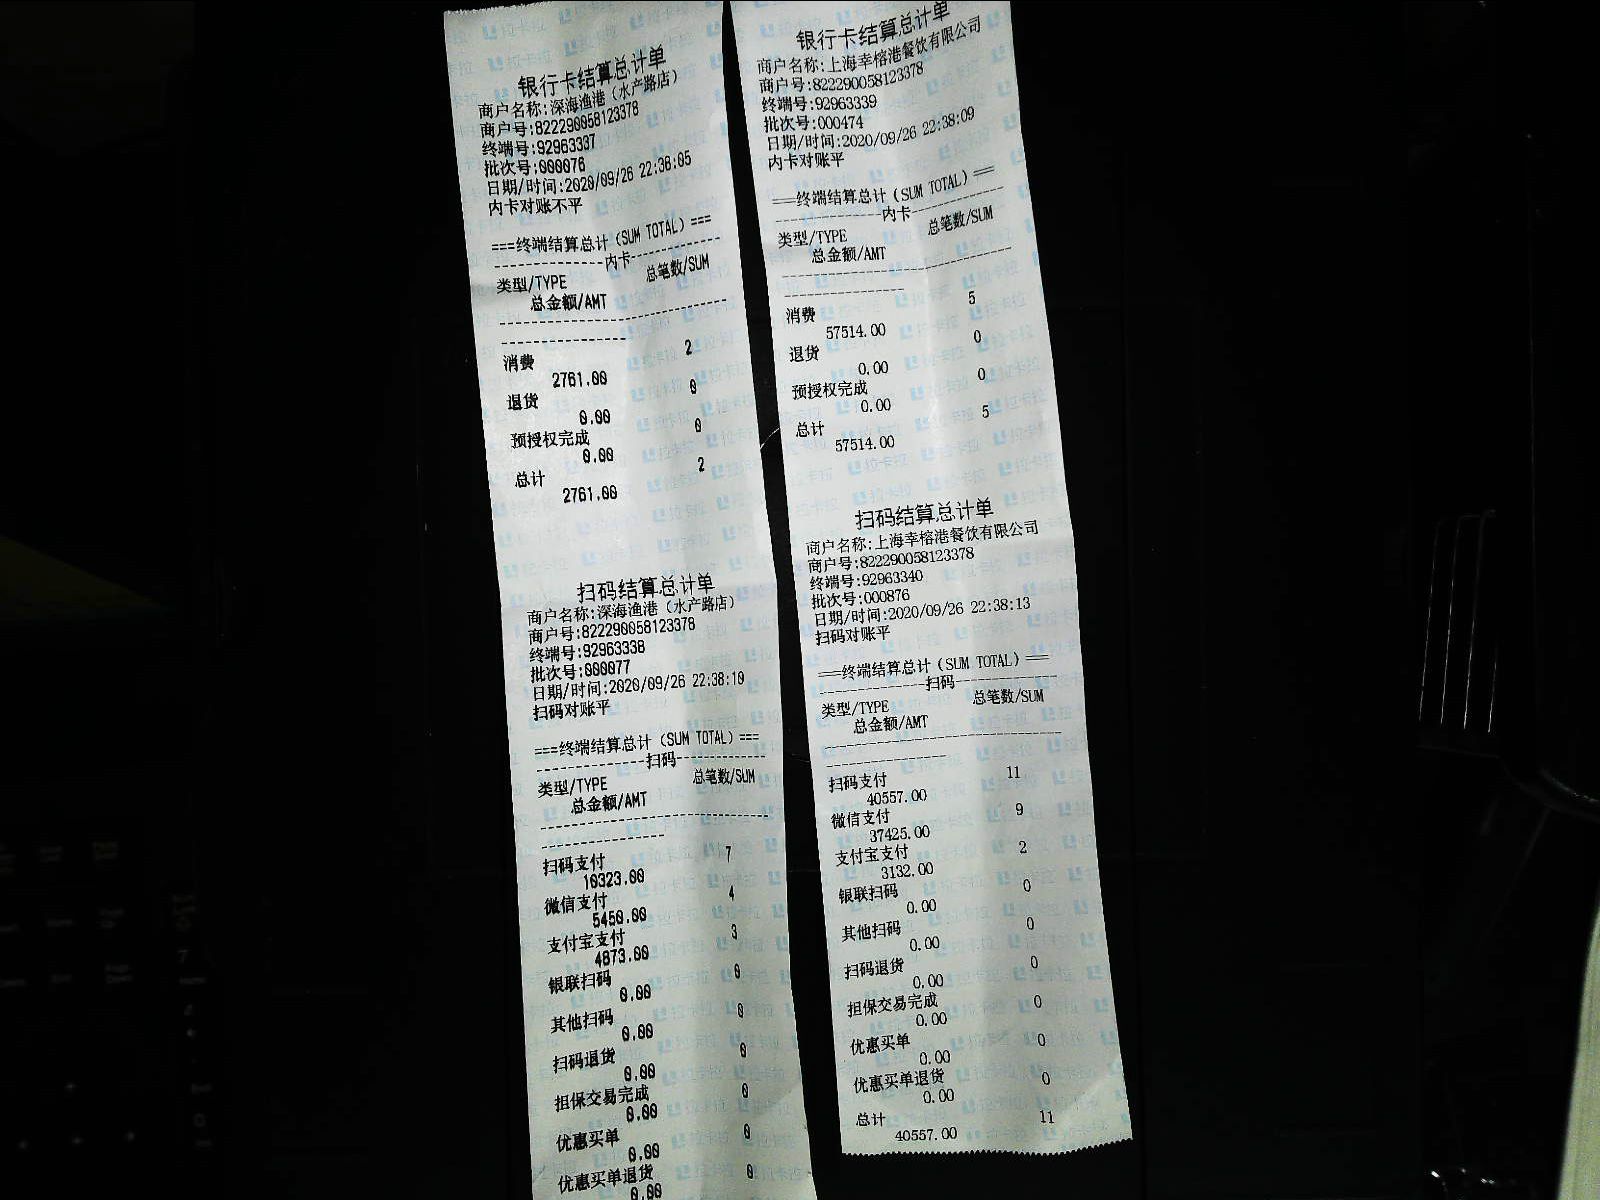 银行卡结算总计单
商户名称:深海渔港（水产路店）
商户号:822290058123378
终端号:92963337
批次号:000076
日期/时间:2020/09/26 22:38:05
内卡对账不平
===终端结算总计（SUM TOTAL）===
内卡
类型/TYPE 总笔数/SUM
总金额/AMT
消费 2
2761.00
退货 0
0.00
预授权完成 0
0.00
总计 2
2761.00
扫码结算总计单
商户名称:深海渔港（水产路店）
商户号:822290058123378
终端号:92963338
批次号:000077
日期/时间:2020/09/26 22:38:10
扫码对账平
===终端结算总计（SUM TOTAL）===
扫码
类型/TYPE 总笔数/SUM
总金额/AMT
扫码支付 7
10323.00
微信支付 4
5450.00
支付宝支付 3
4873.00
银联扫码 0
0.00
其他扫码 0
0.00
扫码退货 0
0.00
担保交易完成 0
0.00
优惠买单 0
0.00
优惠买单退货 0
0.00
银行卡结算总计单
商户名称:上海幸榕港餐饮有限公司
商户号:822290058123378
终端号:92963339
批次号:000474
日期/时间:2020/09/26 22:38:09
内卡对账平
===终端结算总计（SUM TOTAL）===
内卡
类型/TYPE 总笔数/SUM
总金额/AMT
消费 5
57514.00
退货 0
0.00
预授权完成 0
0.00
总计 5
57514.00
扫码结算总计单
商户名称:上海幸榕港餐饮有限公司
商户号:822290058123378
终端号:92963340
批次号:000876
日期/时间:2020/09/26 22:38:13
扫码对账平
===终端结算总计（SUM TOTAL）===
扫码
类型/TYPE 总笔数/SUM
总金额/AMT
扫码支付 11
40557.00
微信支付 9
37425.00
支付宝支付 2
3132.00
银联扫码 0
0.00
其他扫码 0
0.00
扫码退货 0
0.00
担保交易完成 0
0.00
优惠买单 0
0.00
优惠买单退货 0
0.00
总计 11
40557.00